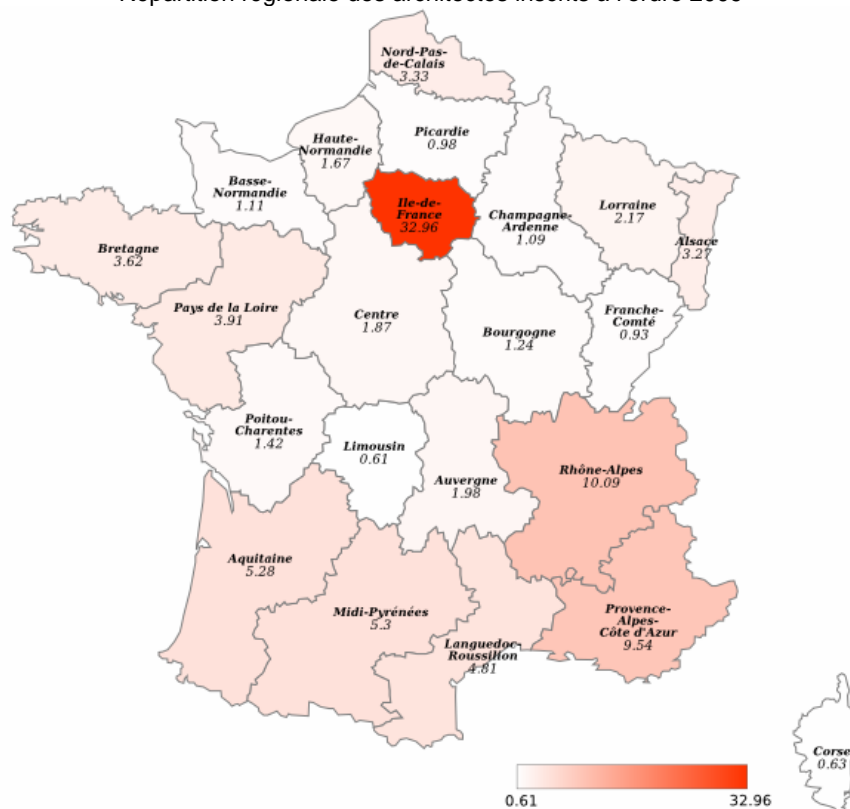 Nord-Pas-
de-Calais
3.33
Picardie
0.98
Haute-
Normandie
1.67
Basse-
Normandie
1.11
Ile-de-
France
32.96
Champagne-
Ardenne
1.09
Lorraine
2.17
Alsace
3.27
Bretagne
3.62
Pays de la Loire
3.91
Centre
1.87
Bourgogne
1.24
Franche-
Comté
0.93
Poitou-
Charentes
1.42
Limousin
0.61
Auvergne
1.98
Rhône-Alpes
10.09
Aquitaine
5.28
Midi-Pyrénées
5.3
Languedoc-
Roussillon
4.81
Provence-
Alpes-
Côte d'Azur
9.54
Corse
0.63
0.61
32.96